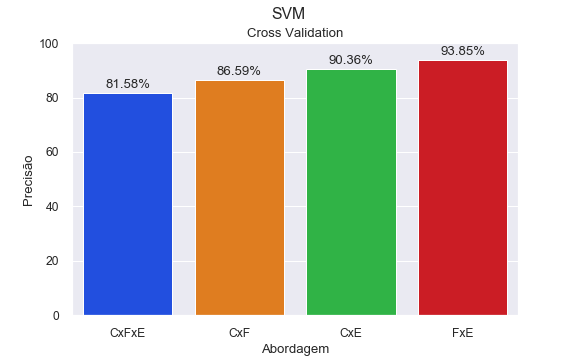 SVM
Cross Validation
100
80
60
40
20
0
Precisão
81.58%
86.59%
90.36%
93.85%
CxFxE
CxF
CxE
FxE
Abordagem